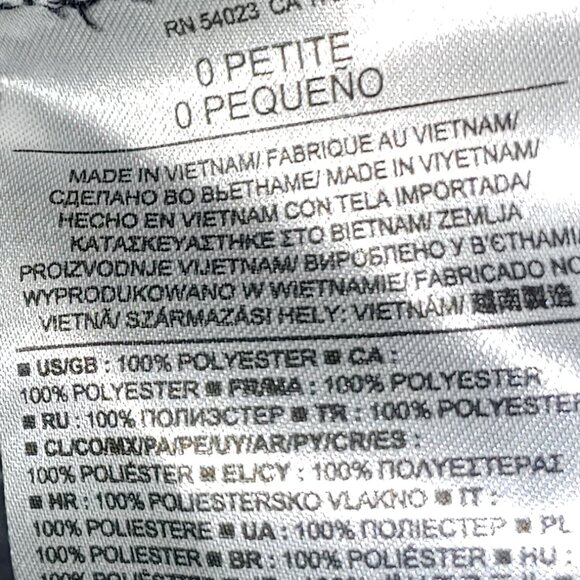 RN 54023 CA
0 PETITE
0 PEQUEÑO
MADE IN VIETNAM/ FABRIQUE AU VIETNAM/
СДЕЛАНО ВО ВЬЕТНАМЕ/ MADE IN VIYETNAM/
HECHO EN VIETNAM CON TELA IMPORTADA/
ΚΑΤΑΣΚΕΥΑΣΤΗΚΕ ΣΤΟ ΒΙΕΤΝΑΜ/ ZEMLJA
PROIZVODNJE VIJETNAM/ ВИРОБЛЕНО У В'ЄТНАМІ/
WYPRODUKOWANO W WIETNAMIE/ FABRICADO NO
VIETNÃ/ SZÁRMAZÁSI HELY: VIETNÁM/ 越南製造
■ US/GB : 100% POLYESTER ■ CA :
100% POLYESTER ■ FR/MA : 100% POLYESTER
■ RU : 100% ПОЛИЭСТЕР ■ TR : 100% POLYESTER
■ CL/CO/MX/PA/PE/UY/AR/PY/CR/ES :
100% POLIÉSTER ■ EL/CY : 100% ΠΟΛΥΕΣΤΕΡΑΣ
■ HR : 100% POLIESTERSKO VLAKNO ■ IT :
100% POLIESTERE ■ UA : 100% ПОЛІЕСТЕР ■ PL
100% POLIESTER ■ BR : 100% POLIÉSTER ■ HU :